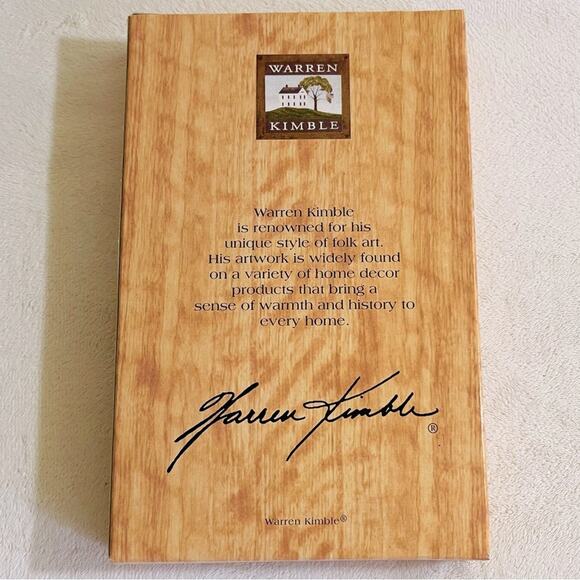 WARREN
KIMBLE
Warren Kimble
is renowned for his
unique style of folk art.
His artwork is widely found
on a variety of home decor
products that bring a
sense of warmth and history to
every home.
Warren Kimble®
Warren Kimble®